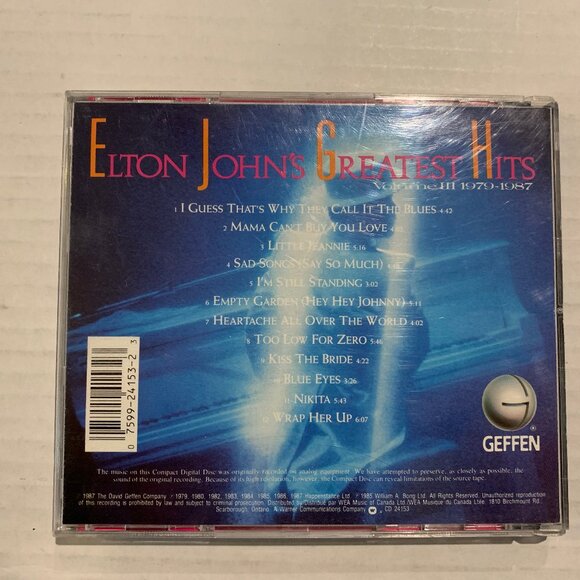 ELTON JOHN'S GREATEST HITS
Volume III 1979-1987
1 I GUESS THAT'S WHY THEY CALL IT THE BLUES 4:42
2 MAMA CAN'T BUY YOU LOVE
3 LITTLE JEANNIE 5:16
4 SAD SONGS (SAY SO MUCH)
5 I'M STILL STANDING 3:02
6 EMPTY GARDEN (HEY HEY JOHNNY) 5:11
7 HEARTACHE ALL OVER THE WORLD 4:02
8 TOO LOW FOR ZERO 5:46
9 KISS THE BRIDE 4:22
10 BLUE EYES 3:26
11 NIKITA 5:43
12 WRAP HER UP 6:07
0 7599-24153-2 3
G
GEFFEN
The music on this Compact Digital Disc was originally recorded on analog equipment. We have attempted to preserve, as closely as possible, the
sound of the original recording. Because of its high resolution, however, the Compact Disc can reveal limitations of the source tape.
1987 The David Geffen Company 1979, 1980, 1982, 1983, 1984, 1985, 1986, 1987 Happenstance Ltd 1985 William A. Bong Ltd. All Rights Reserved. Unauthorized reproduction
of this recording is prohibited by law and subject to criminal prosecution. Distributed by/Distribué par WEA Music of Canada Ltd./WEA Musique du Canada Ltée. 1810 Birchmount Rd.,
Scarborough, Ontario. A Warner Communications Company CD 24153